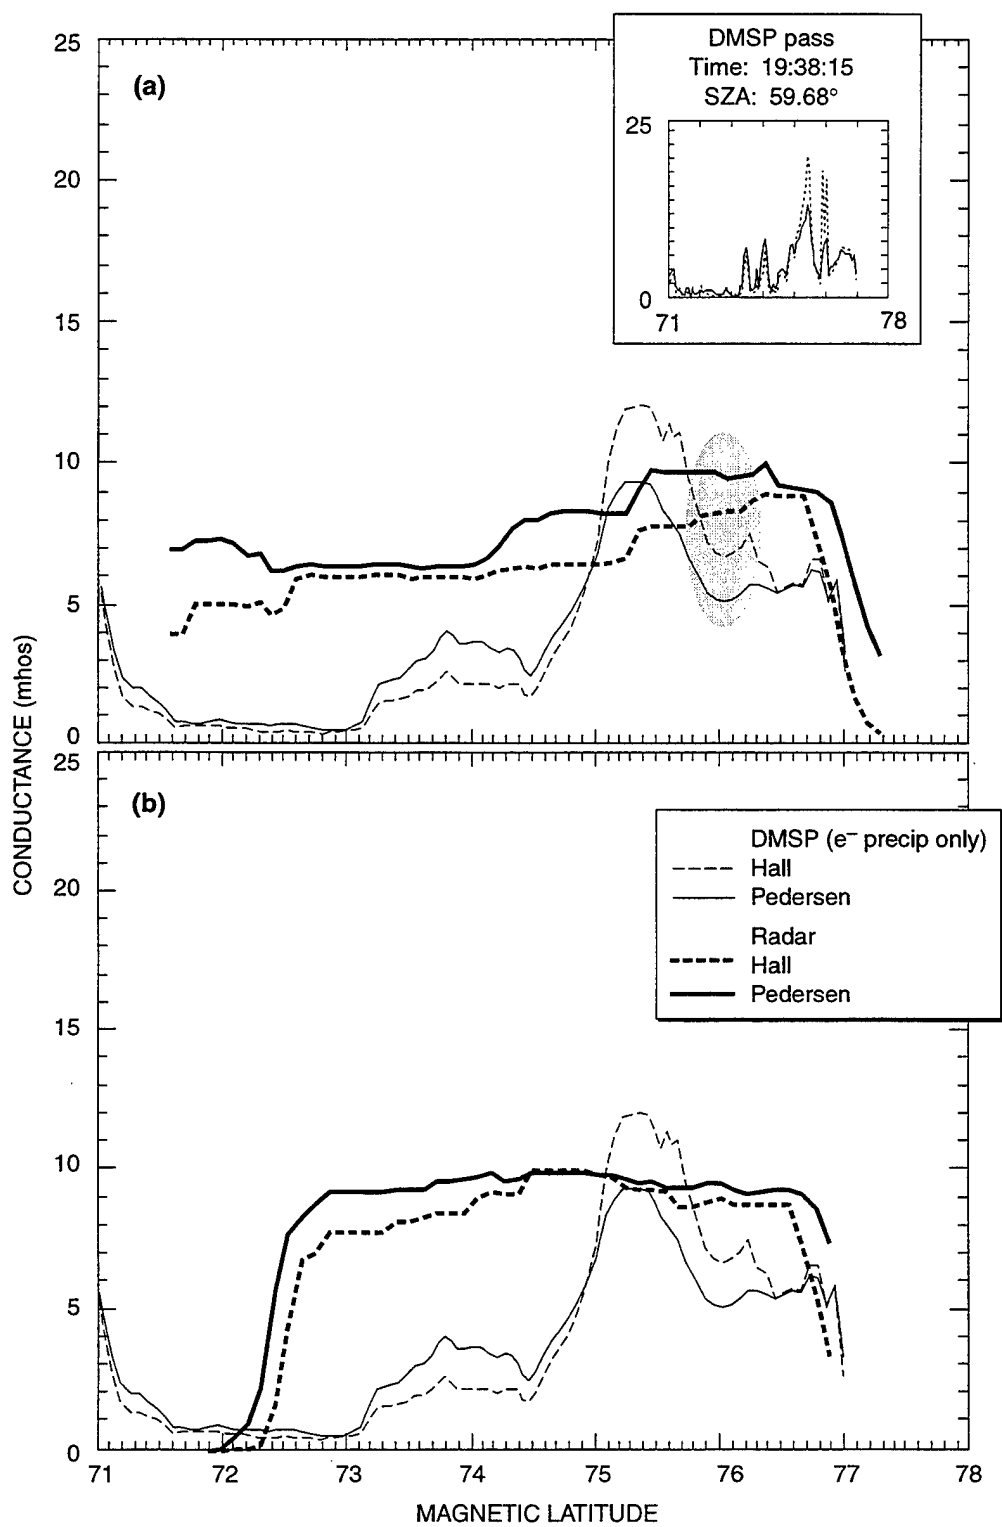 25
(a)
20
15
10
5
0
DMSP pass
Time: 19:38:15
SZA: 59.68°
25
0
71 78
CONDUCTANCE (mhos)
25
(b)
20
15
10
5
0
DMSP (e– precip only)
Hall
Pedersen
Radar
Hall
Pedersen
71 72 73 74 75 76 77 78
MAGNETIC LATITUDE